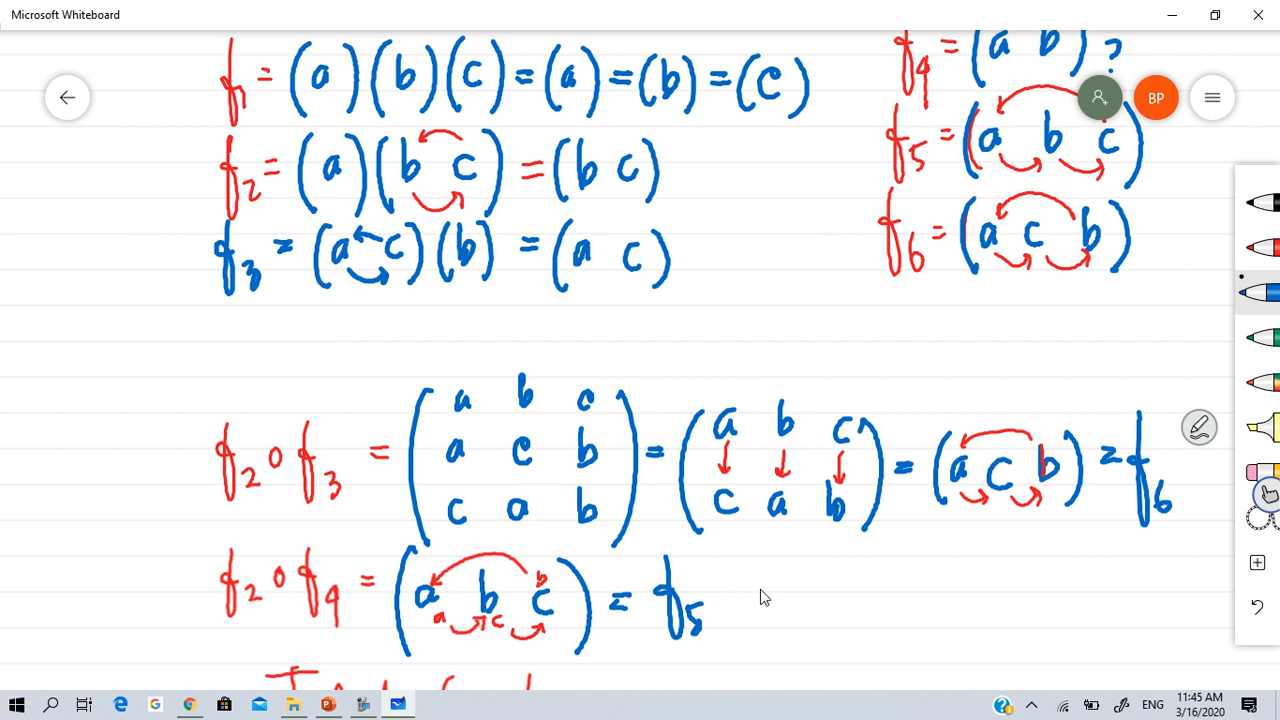 Microsoft Whiteboard
f1 = (a)(b)(c) = (a) = (b) = (c)
f4 = (a b)?
f2 = (a)(b c) = (b c)
f5 = (a b c)
f3 = (a c)(b) = (a c)
f6 = (a c b)
BP
f2 o f3 = (a b c
a c b
c a b) = (a b c
c a b) = (a c b) = f6
f2 o f4 = (a b c) = f5
a c b
ENG
11:45 AM
3/16/2020